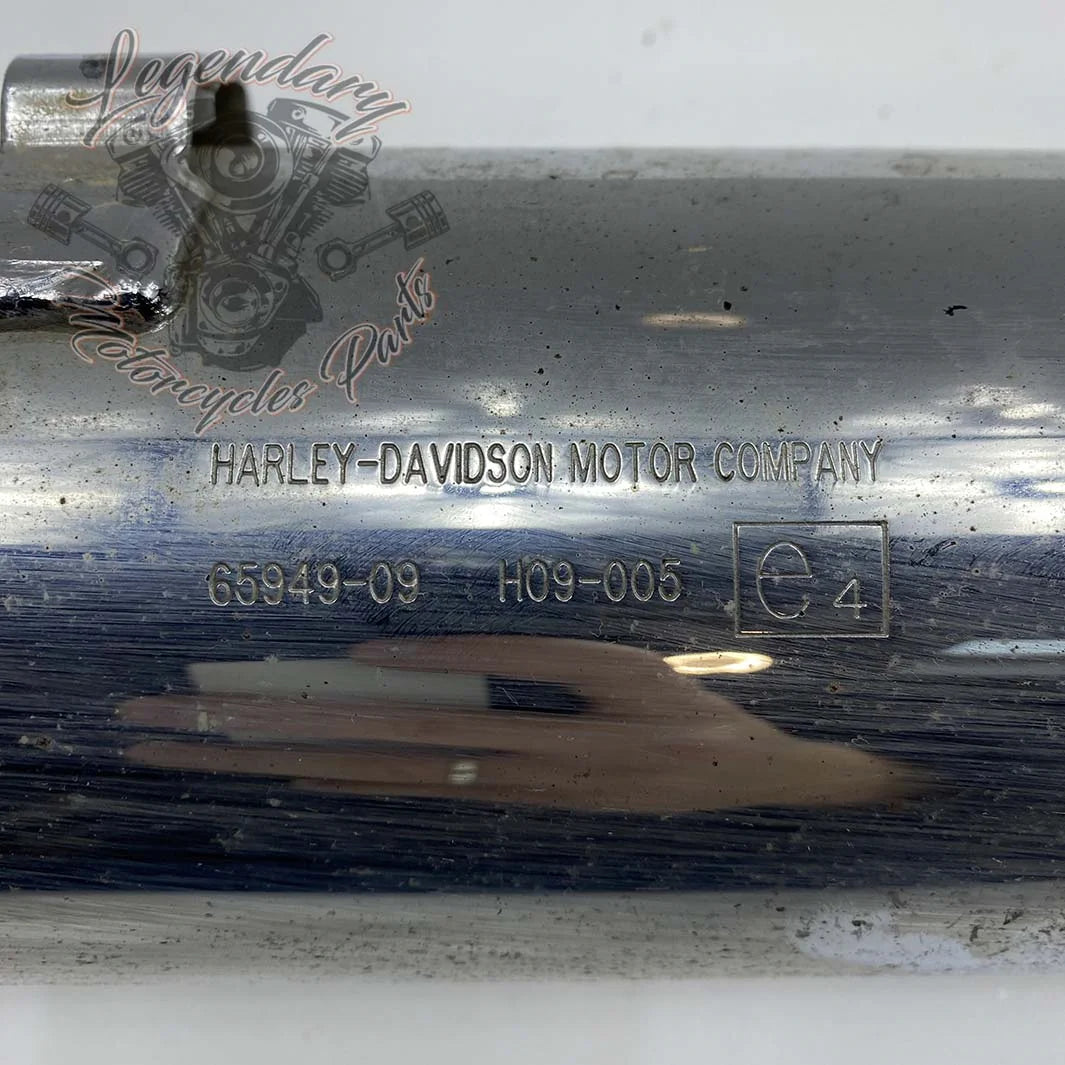 Legendary
Motorcycles Parts
HARLEY-DAVIDSON MOTOR COMPANY
65949-09 H09-005 e4